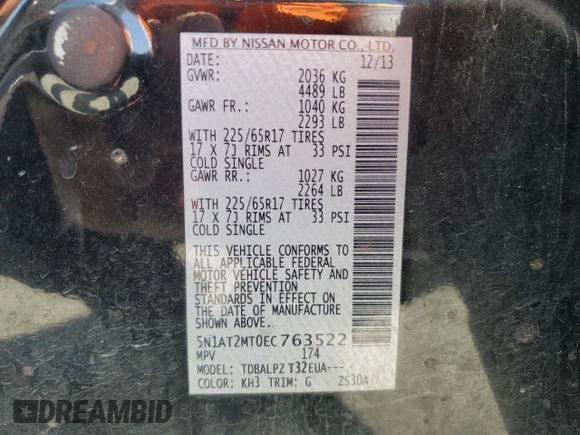 MFD BY NISSAN MOTOR CO., LTD.
DATE: 12/13
GVWR: 2036 KG
4489 LB
GAWR FR.: 1040 KG
2293 LB
WITH 225/65R17 TIRES
17 X 7J RIMS AT 33 PSI
COLD SINGLE
GAWR RR.: 1027 KG
2264 LB
WITH 225/65R17 TIRES
17 X 7J RIMS AT 33 PSI
COLD SINGLE
THIS VEHICLE CONFORMS TO
ALL APPLICABLE FEDERAL
MOTOR VEHICLE SAFETY AND
THEFT PREVENTION
STANDARDS IN EFFECT ON
THE DATE OF MANUFACTURE
SHOWN ABOVE.
5N1AT2MT0EC763522
MPV 174
MODEL: TDBALPZ T32EUA----
COLOR: KH3 TRIM: G ZS30A
DREAMBID